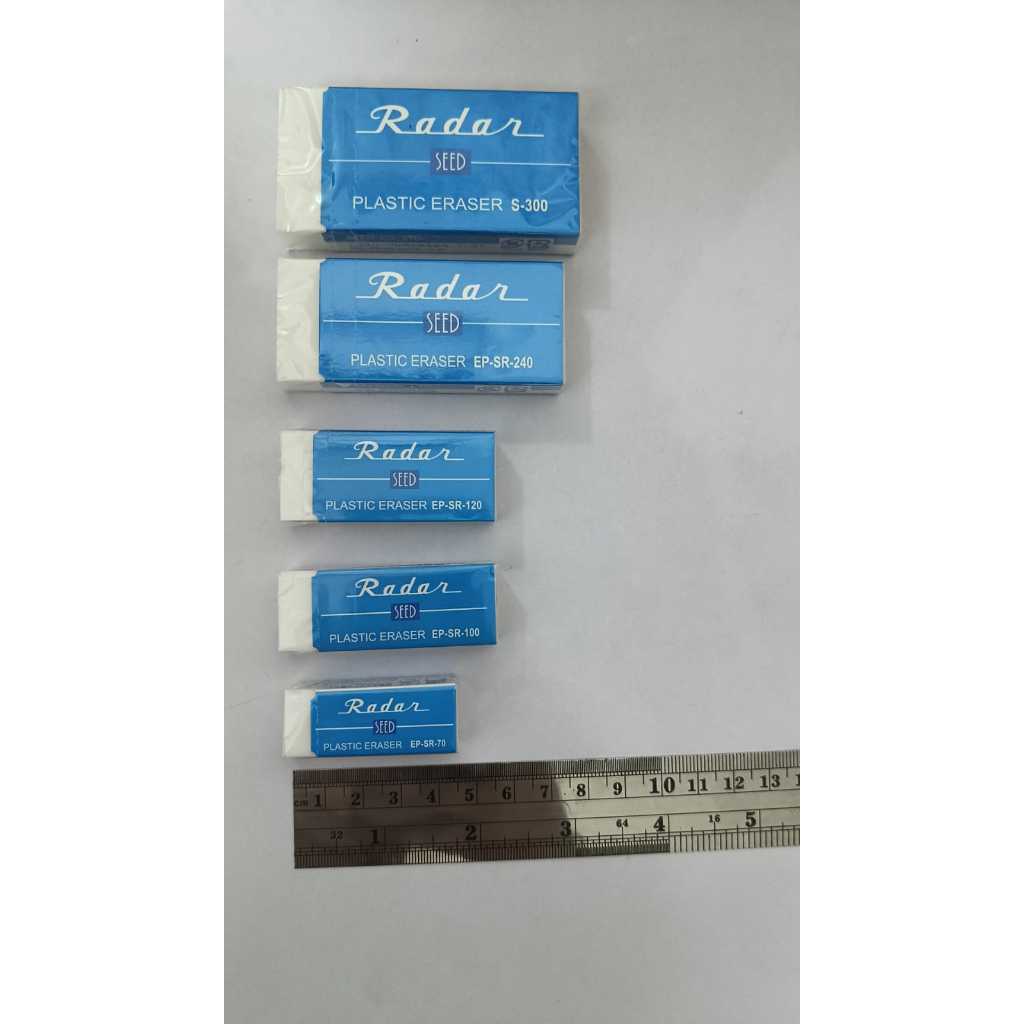 Radar
SEED
PLASTIC ERASER S-300
Radar
SEED
PLASTIC ERASER EP-SR-240
Radar
SEED
PLASTIC ERASER EP-SR-120
Radar
SEED
PLASTIC ERASER EP-SR-100
Radar
SEED
PLASTIC ERASER EP-SR-70
cm 1 2 3 4 5 6 7 8 9 10 11 12 13
32 1 2 3 64 4 16 5